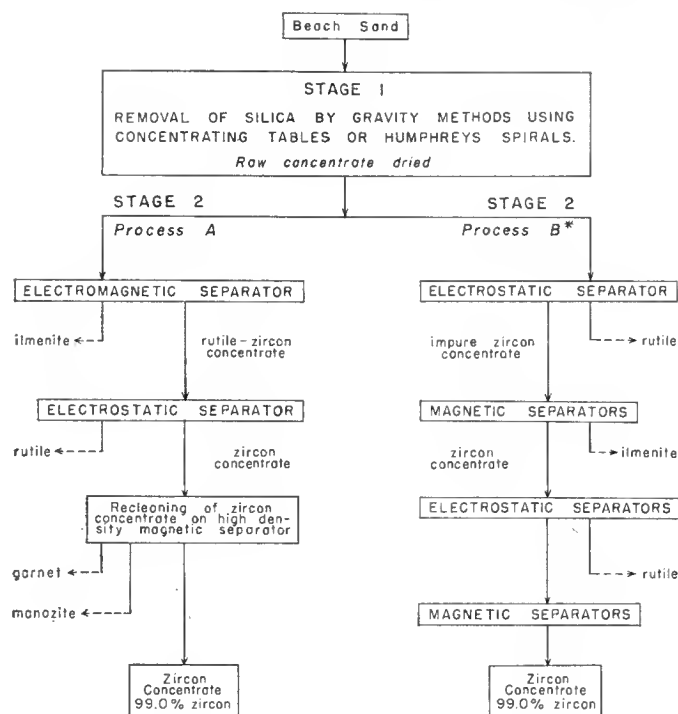 Beach Sand
STAGE I
REMOVAL OF SILICA BY GRAVITY METHODS USING
CONCENTRATING TABLES OR HUMPHREYS SPIRALS.
Raw concentrate dried
STAGE 2
Process A
ELECTROMAGNETIC SEPARATOR
ilmenite
rutile-zircon
concentrate
ELECTROSTATIC SEPARATOR
rutile
zircon
concentrate
Recleaning of zircon
concentrate on high den-
sity magnetic separator
garnet
monazite
Zircon
Concentrate
99.0% zircon
STAGE 2
Process B*
ELECTROSTATIC SEPARATOR
impure zircon
concentrate
rutile
MAGNETIC SEPARATORS
zircon
concentrate
ilmenite
ELECTROSTATIC SEPARATORS
rutile
MAGNETIC SEPARATORS
Zircon
Concentrate
99.0% zircon